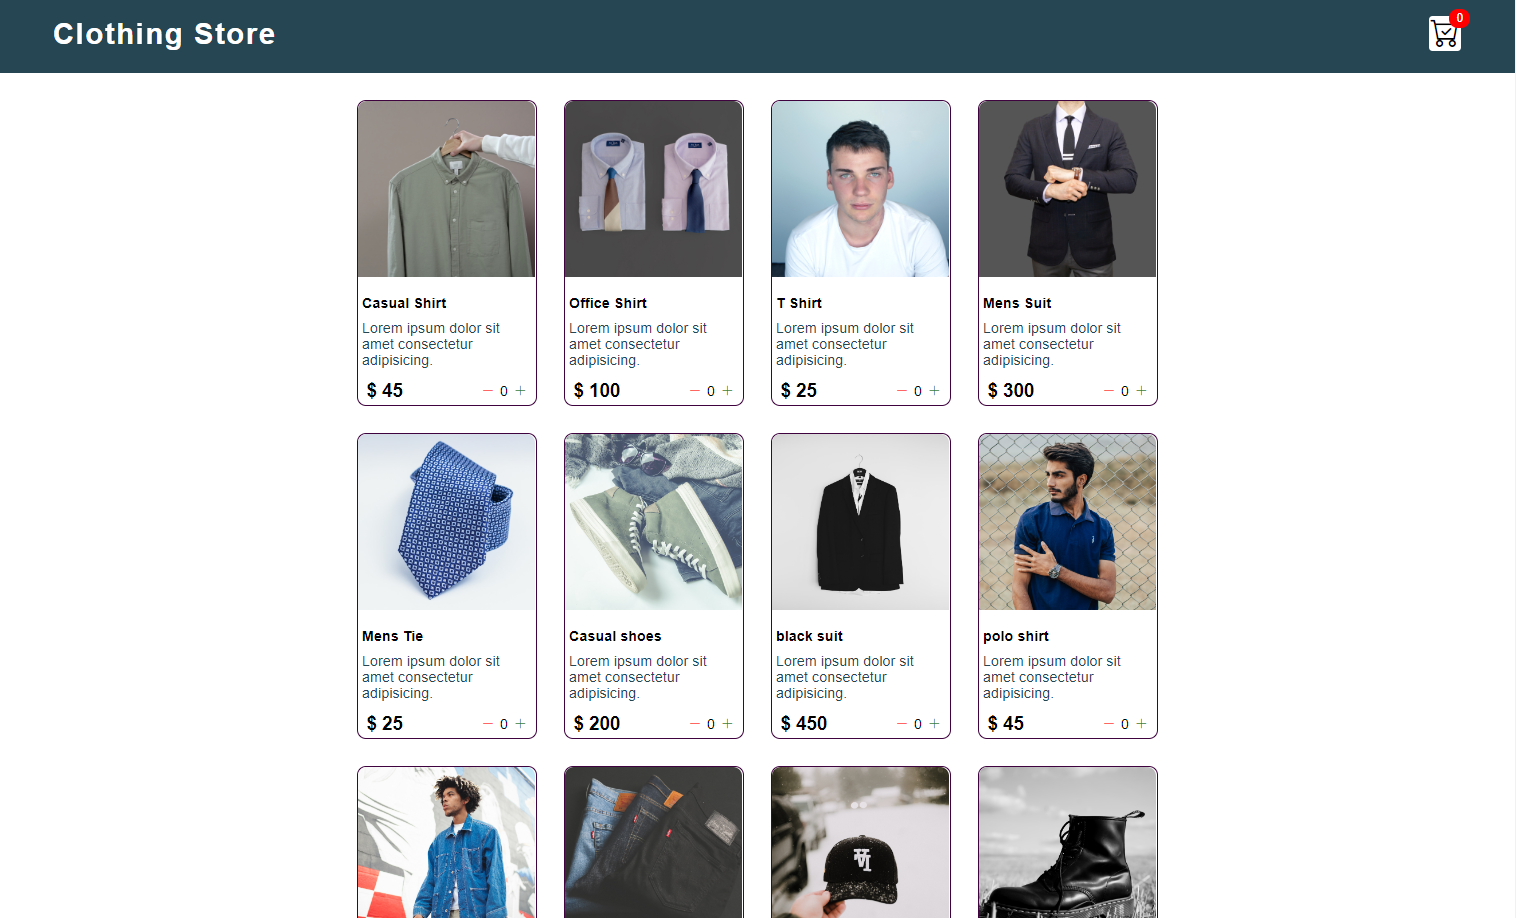 Clothing Store
0
Casual Shirt
Lorem ipsum dolor sit
amet consectetur
adipisicing.
$ 45
− 0 +
Office Shirt
Lorem ipsum dolor sit
amet consectetur
adipisicing.
$ 100
− 0 +
T Shirt
Lorem ipsum dolor sit
amet consectetur
adipisicing.
$ 25
− 0 +
Mens Suit
Lorem ipsum dolor sit
amet consectetur
adipisicing.
$ 300
− 0 +
Mens Tie
Lorem ipsum dolor sit
amet consectetur
adipisicing.
$ 25
− 0 +
Casual shoes
Lorem ipsum dolor sit
amet consectetur
adipisicing.
$ 200
− 0 +
black suit
Lorem ipsum dolor sit
amet consectetur
adipisicing.
$ 450
− 0 +
polo shirt
Lorem ipsum dolor sit
amet consectetur
adipisicing.
$ 45
− 0 +